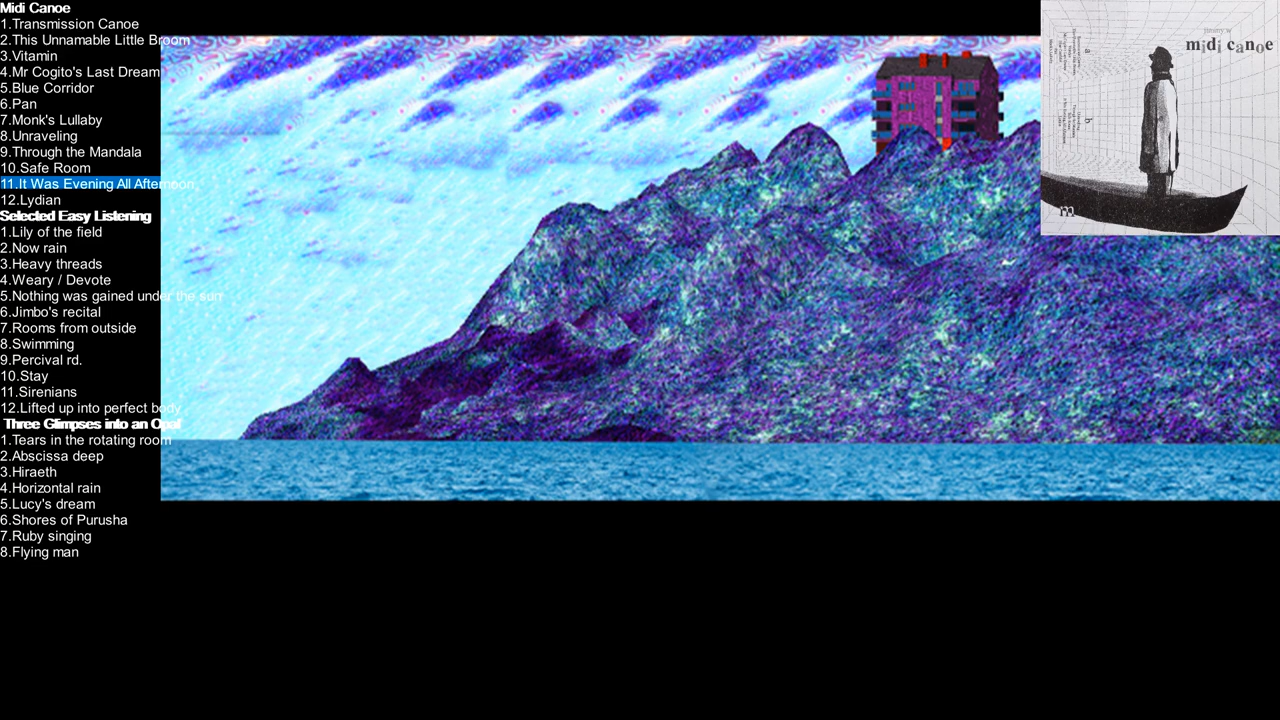 Midi Canoe
1.Transmission Canoe
2.This Unnamable Little Broom
3.Vitamin
4.Mr Cogito's Last Dream
5.Blue Corridor
6.Pan
7.Monk's Lullaby
8.Unraveling
9.Through the Mandala
10.Safe Room
11.It Was Evening All Afternoon
12.Lydian
Selected Easy Listening
1.Lily of the field
2.Now rain
3.Heavy threads
4.Weary / Devote
5.Nothing was gained under the sun
6.Jimbo's recital
7.Rooms from outside
8.Swimming
9.Percival rd.
10.Stay
11.Sirenians
12.Lifted up into perfect body
Three Glimpses into an Opal
1.Tears in the rotating room
2.Abscissa deep
3.Hiraeth
4.Horizontal rain
5.Lucy's dream
6.Shores of Purusha
7.Ruby singing
8.Flying man
jimmy w
midi canoe
a
b
m